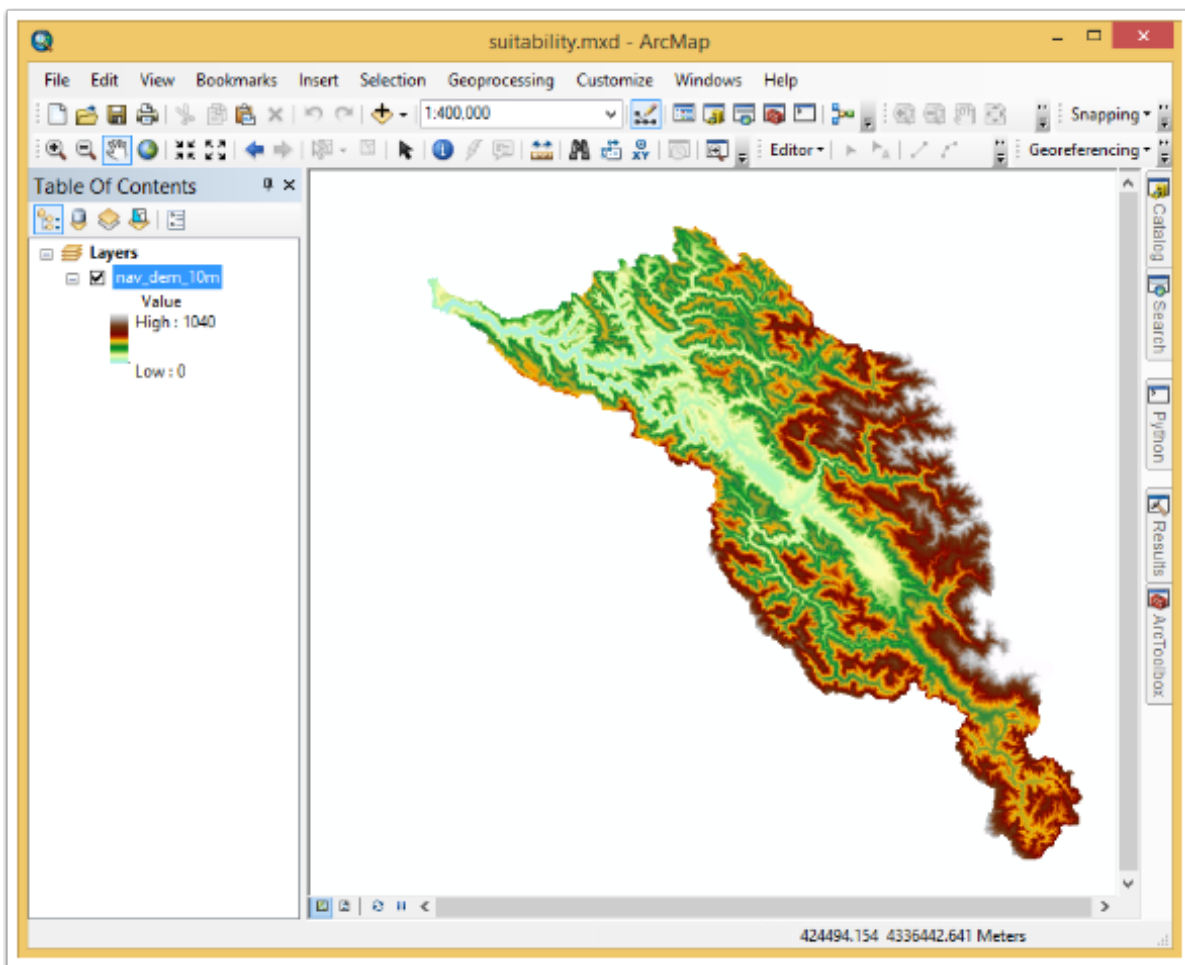 suitability.mxd - ArcMap
File Edit View Bookmarks Insert Selection Geoprocessing Customize Windows Help
1:400,000
Snapping
Editor
Georeferencing
Table Of Contents
Layers
nav_dem_10m
Value
High : 1040
Low : 0
Catalog
Search
Python
Results
ArcToolbox
424494.154 4336442.641 Meters